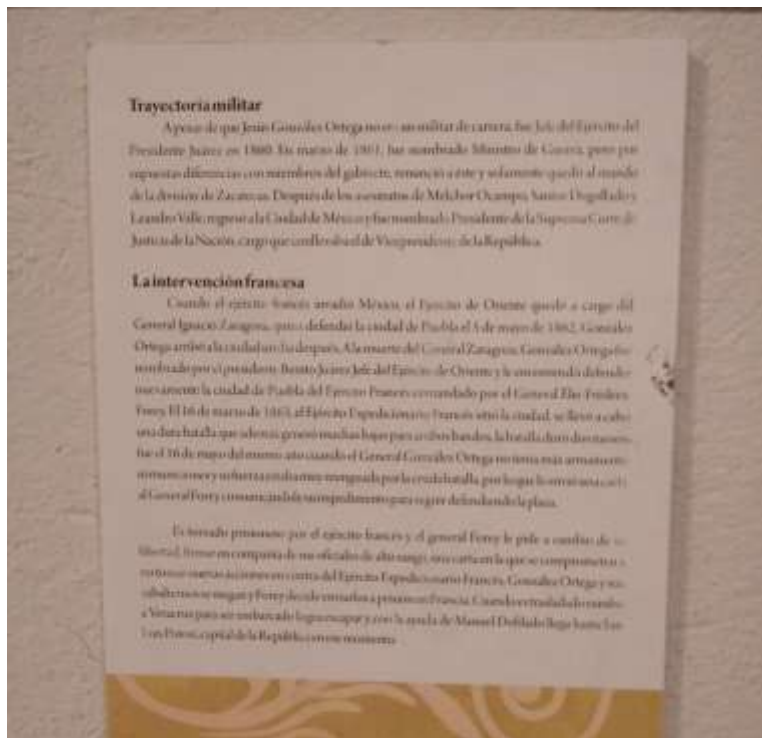 Trayectoria militar
A pesar de que Jesús González Ortega no era un militar de carrera, fue Jefe del Ejército del
Presidente Juárez en 1860. En marzo de 1861, fue nombrado Ministro de Guerra, pero por
supuestas diferencias con miembros del gabinete, renunció a éste y solamente quedó al mando
de la división de Zacatecas. Después de los asesinatos de Melchor Ocampo, Santos Degollado y
Leandro Valle, regresó a la Ciudad de México y fue nombrado Presidente de la Suprema Corte de
Justicia de la Nación, cargo que conllevaba el de Vicepresidente de la República.
La intervención francesa
Cuando el ejército francés invadió México, el Ejército de Oriente quedó a cargo del
General Ignacio Zaragoza, quien defendió la ciudad de Puebla el 5 de mayo de 1862, González
Ortega arribó a la ciudad un día después. A la muerte del General Zaragoza, González Ortega fue
nombrado por el presidente Benito Juárez Jefe del Ejército de Oriente y le encomendó defender
nuevamente la ciudad de Puebla del Ejército Francés comandado por el General Élie Fréderic
Forey. El 16 de marzo de 1863, el Ejército Expedicionario Francés sitió la ciudad, se llevó a cabo
una dura batalla que además generó muchas bajas para ambos bandos, la batalla duró dos meses
fue el 16 de mayo del mismo año cuando el General González Ortega no tenía más armamento
municiones y su fuerza estaba muy menguada por la cruda batalla, por lo que le envió una carta
al General Forey comunicándole su impedimento para seguir defendiendo la plaza.
Es tomado prisionero por el ejército francés y el general Forey le pide a cambio de su
libertad, firmar en compañía de sus oficiales de alto rango, una carta en la que se comprometan a
no tomar nuevas acciones en contra del Ejército Expedicionario Francés, González Ortega y sus
subalternos se niegan y Forey decide enviarlos a prisión en Francia. Cuando es trasladado rumbo
a Veracruz para ser embarcado logra escapar y con la ayuda de Manuel Doblado llega hasta San
Luis Potosí, capital de la República en ese momento.